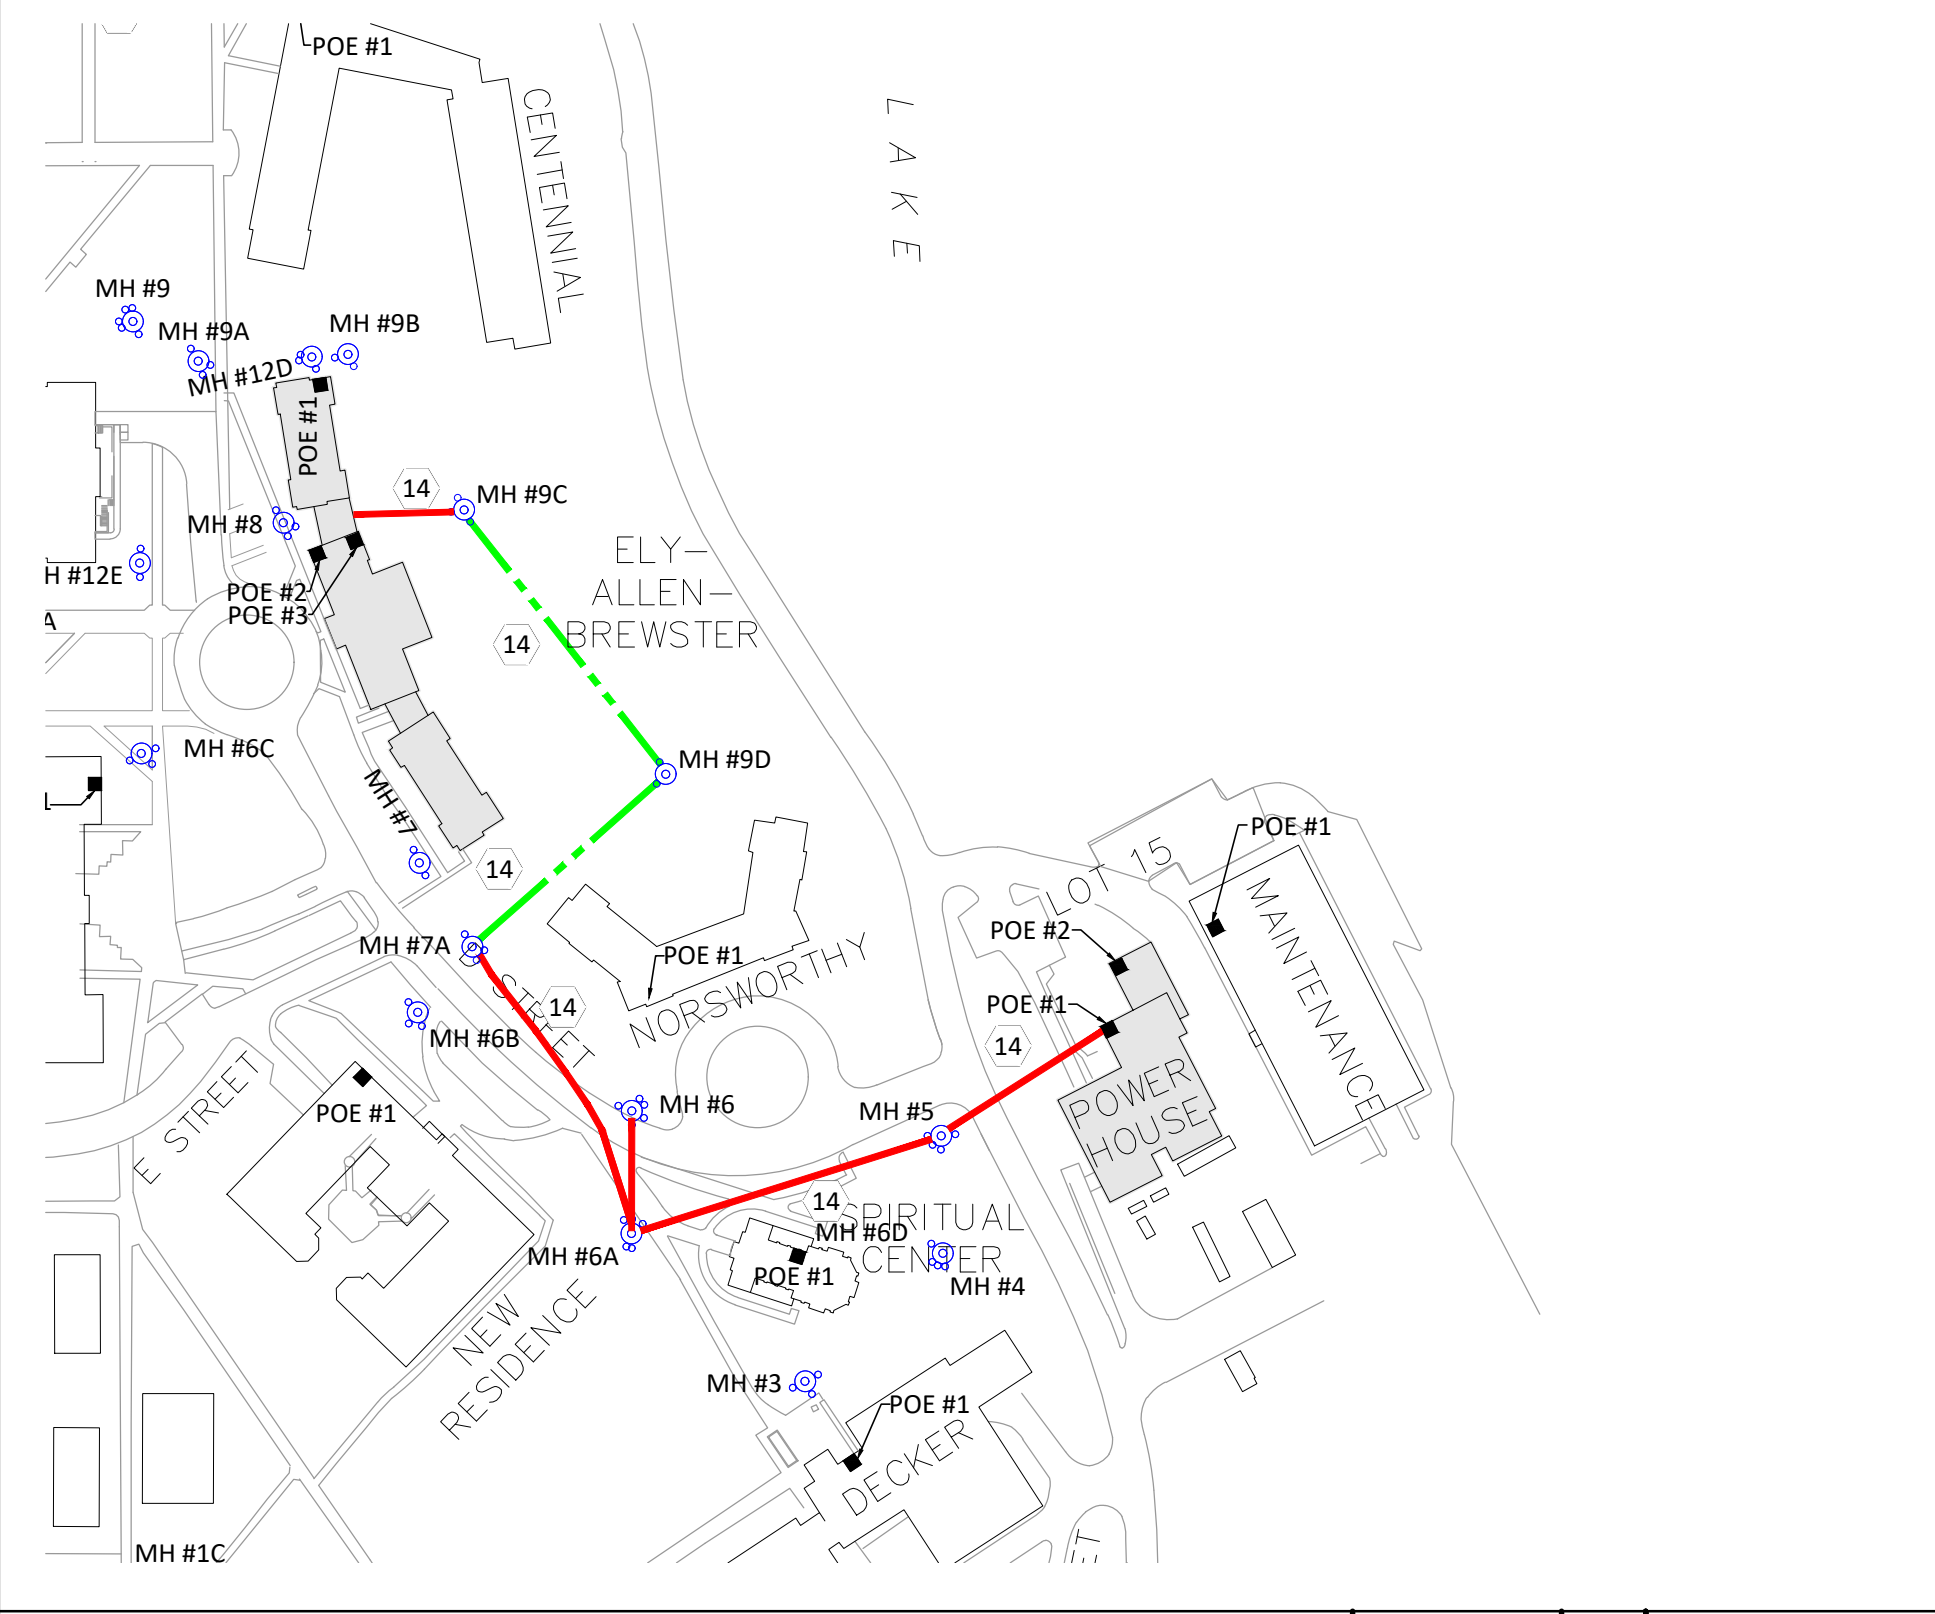 POE #1
CENTENNIAL
LAKE
MH #9
MH #9A
MH #9B
MH #12D
POE #1
14
MH #9C
MH #8
H #12E
POE #2
POE #3
A
ELY-
ALLEN-
BREWSTER
14
MH #6C
MH #9D
MH #7
14
POE #1
LOT 15
MAINTENANCE
POE #2
MH #7A
POE #1
NORSWORTHY
STREET
14
POE #1
14
MH #6B
MH #6
MH #5
POWER
HOUSE
E STREET
POE #1
14
SPIRITUAL
CENTER
MH #6D
POE #1
MH #6A
MH #4
NEW
RESIDENCE
MH #3
POE #1
DECKER
MH #1C
ET